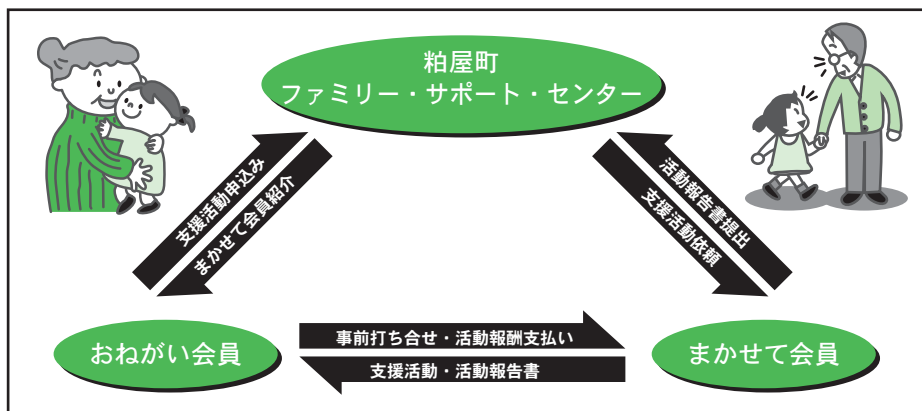 粕屋町
ファミリー・サポート・センター
支援活動申込み
まかせて会員紹介
活動報告書提出
支援活動依頼
おねがい会員
事前打ち合せ・活動報酬支払い
支援活動・活動報告書
まかせて会員